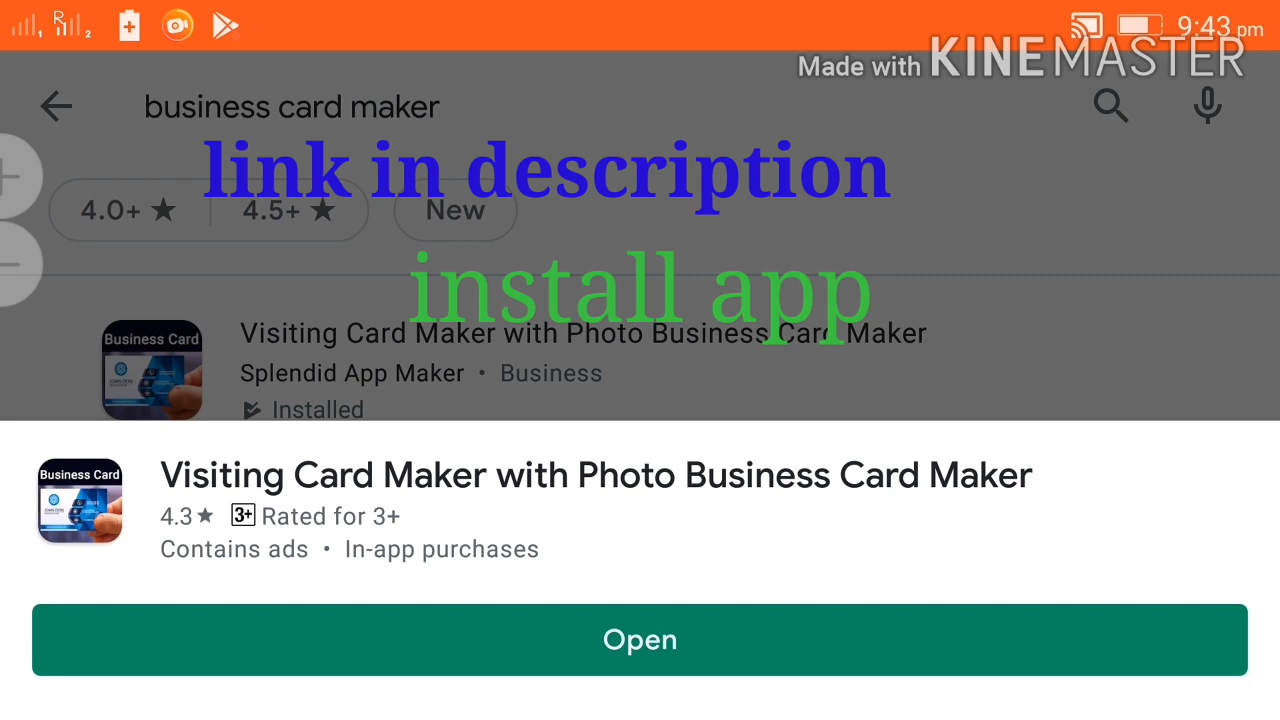 R
1
2
9:43 pm
Made with KINEMASTER
business card maker
link in description
4.0+ ★ 4.5+ ★ New
install app
Business Card
Visiting Card Maker with Photo Business Card Maker
Splendid App Maker • Business
Installed
Business Card
Visiting Card Maker with Photo Business Card Maker
4.3★ 3+ Rated for 3+
Contains ads • In-app purchases
Open